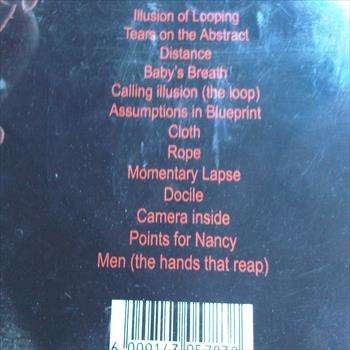 Illusion of Looping
Tears on the Abstract
Distance
Baby's Breath
Calling illusion (the loop)
Assumptions in Blueprint
Cloth
Rope
Momentary Lapse
Docile
Camera inside
Points for Nancy
Men (the hands that reap)